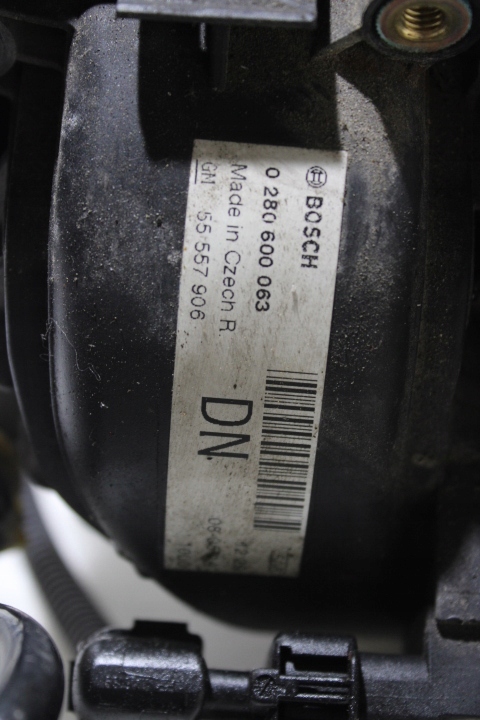 BOSCH
0 280 600 063
Made in Czech R
GM 55 557 906
DN